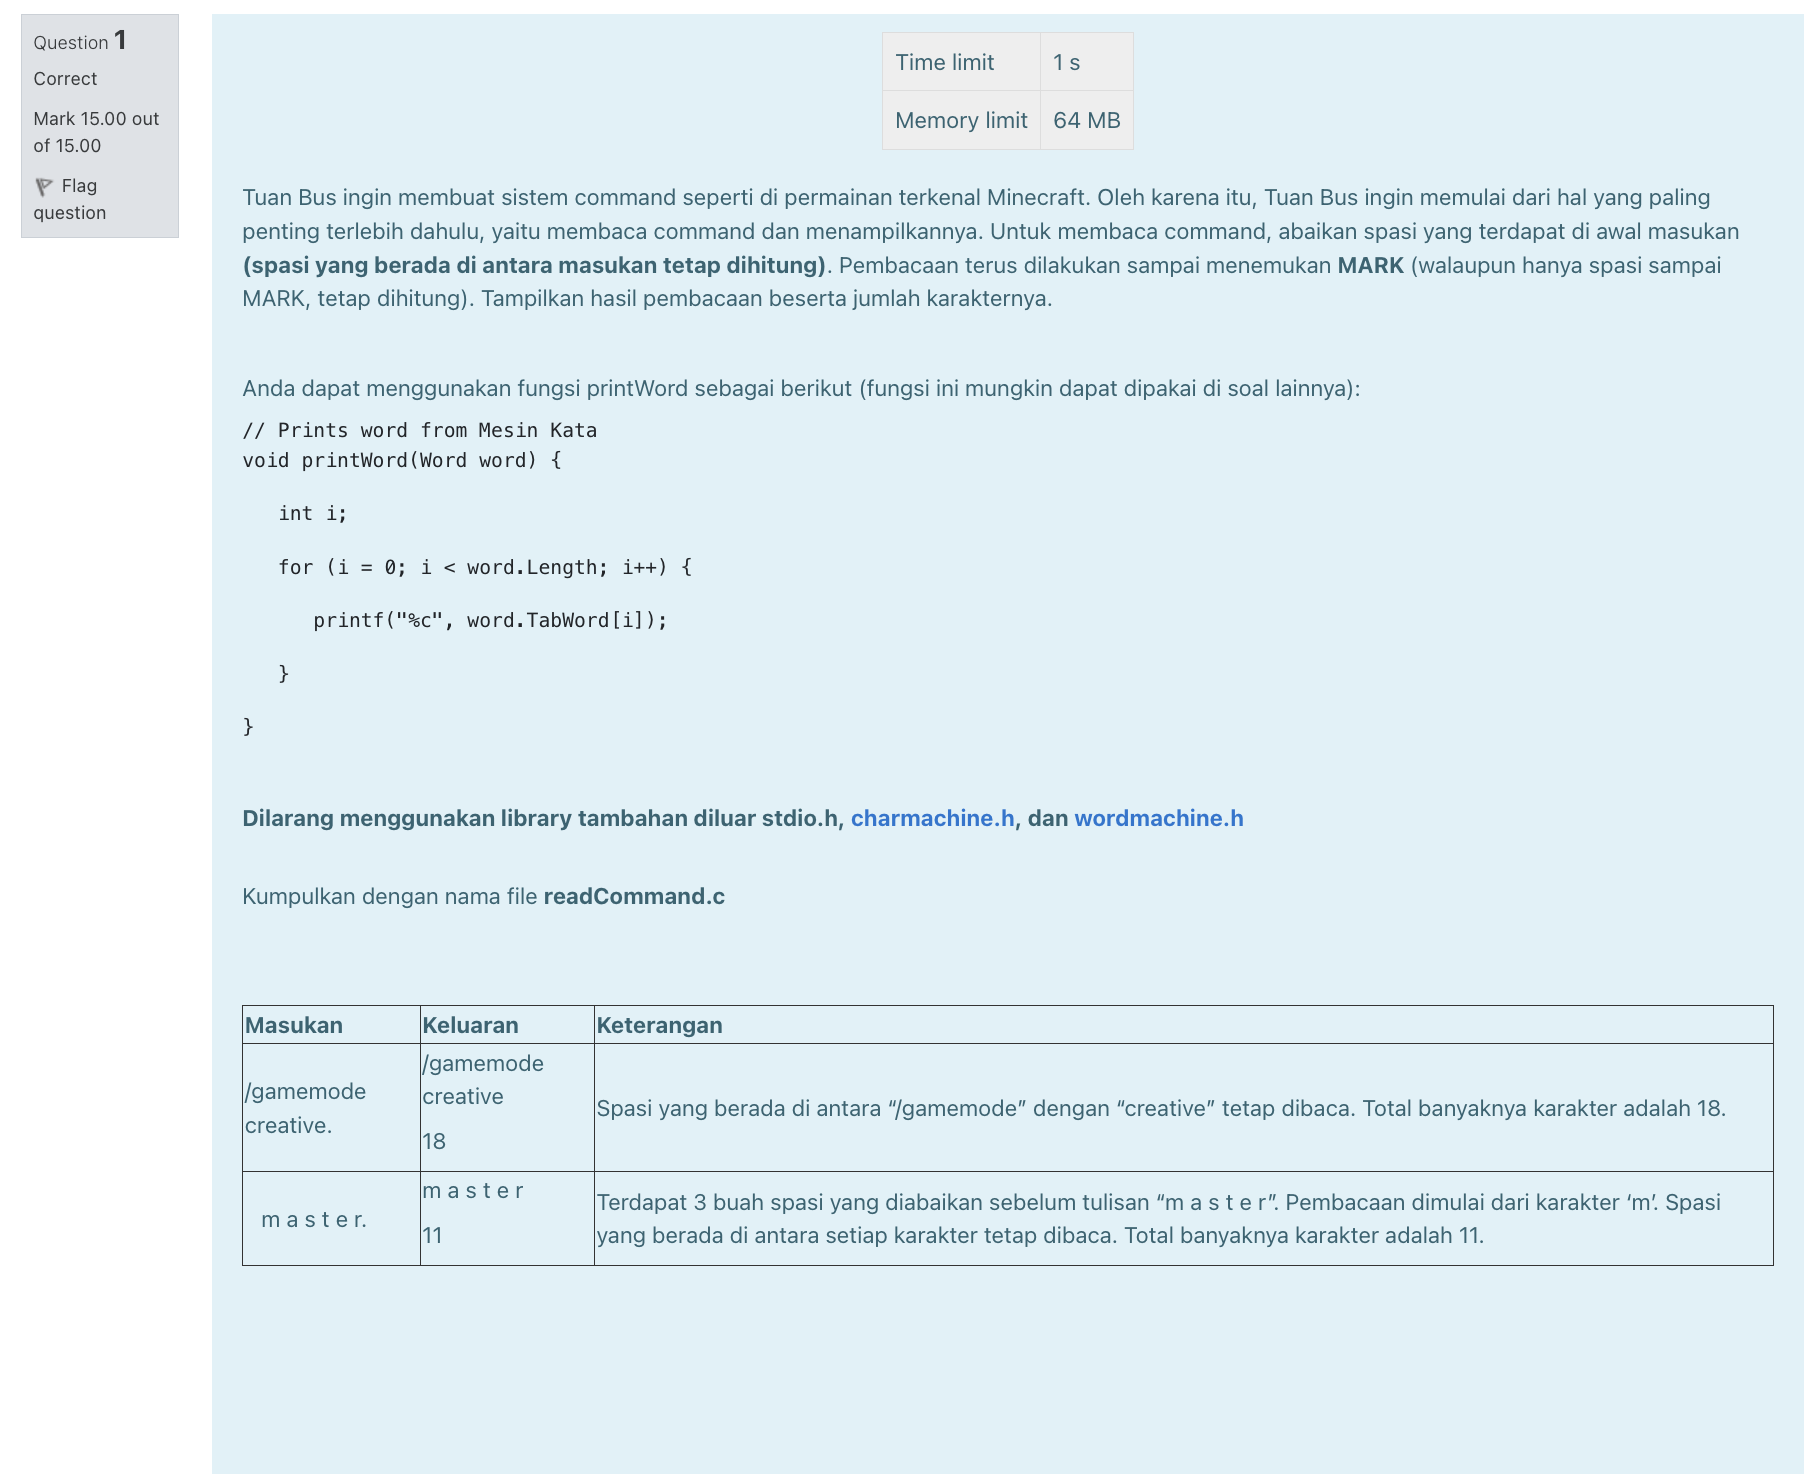 Question 1
Correct
Mark 15.00 out
of 15.00
Flag
question
Time limit 1 s
Memory limit 64 MB
Tuan Bus ingin membuat sistem command seperti di permainan terkenal Minecraft. Oleh karena itu, Tuan Bus ingin memulai dari hal yang paling
penting terlebih dahulu, yaitu membaca command dan menampilkannya. Untuk membaca command, abaikan spasi yang terdapat di awal masukan
(spasi yang berada di antara masukan tetap dihitung). Pembacaan terus dilakukan sampai menemukan MARK (walaupun hanya spasi sampai
MARK, tetap dihitung). Tampilkan hasil pembacaan beserta jumlah karakternya.
Anda dapat menggunakan fungsi printWord sebagai berikut (fungsi ini mungkin dapat dipakai di soal lainnya):
// Prints word from Mesin Kata
void printWord(Word word) {
int i;
for (i = 0; i < word.Length; i++) {
printf("%c", word.TabWord[i]);
}
}
Dilarang menggunakan library tambahan diluar stdio.h, charmachine.h, dan wordmachine.h
Kumpulkan dengan nama file readCommand.c
Masukan Keluaran Keterangan
/gamemode
creative.
/gamemode
creative
18
Spasi yang berada di antara “/gamemode” dengan “creative” tetap dibaca. Total banyaknya karakter adalah 18.
m a s t e r.
m a s t e r
11
Terdapat 3 buah spasi yang diabaikan sebelum tulisan “m a s t e r”. Pembacaan dimulai dari karakter ‘m’. Spasi
yang berada di antara setiap karakter tetap dibaca. Total banyaknya karakter adalah 11.